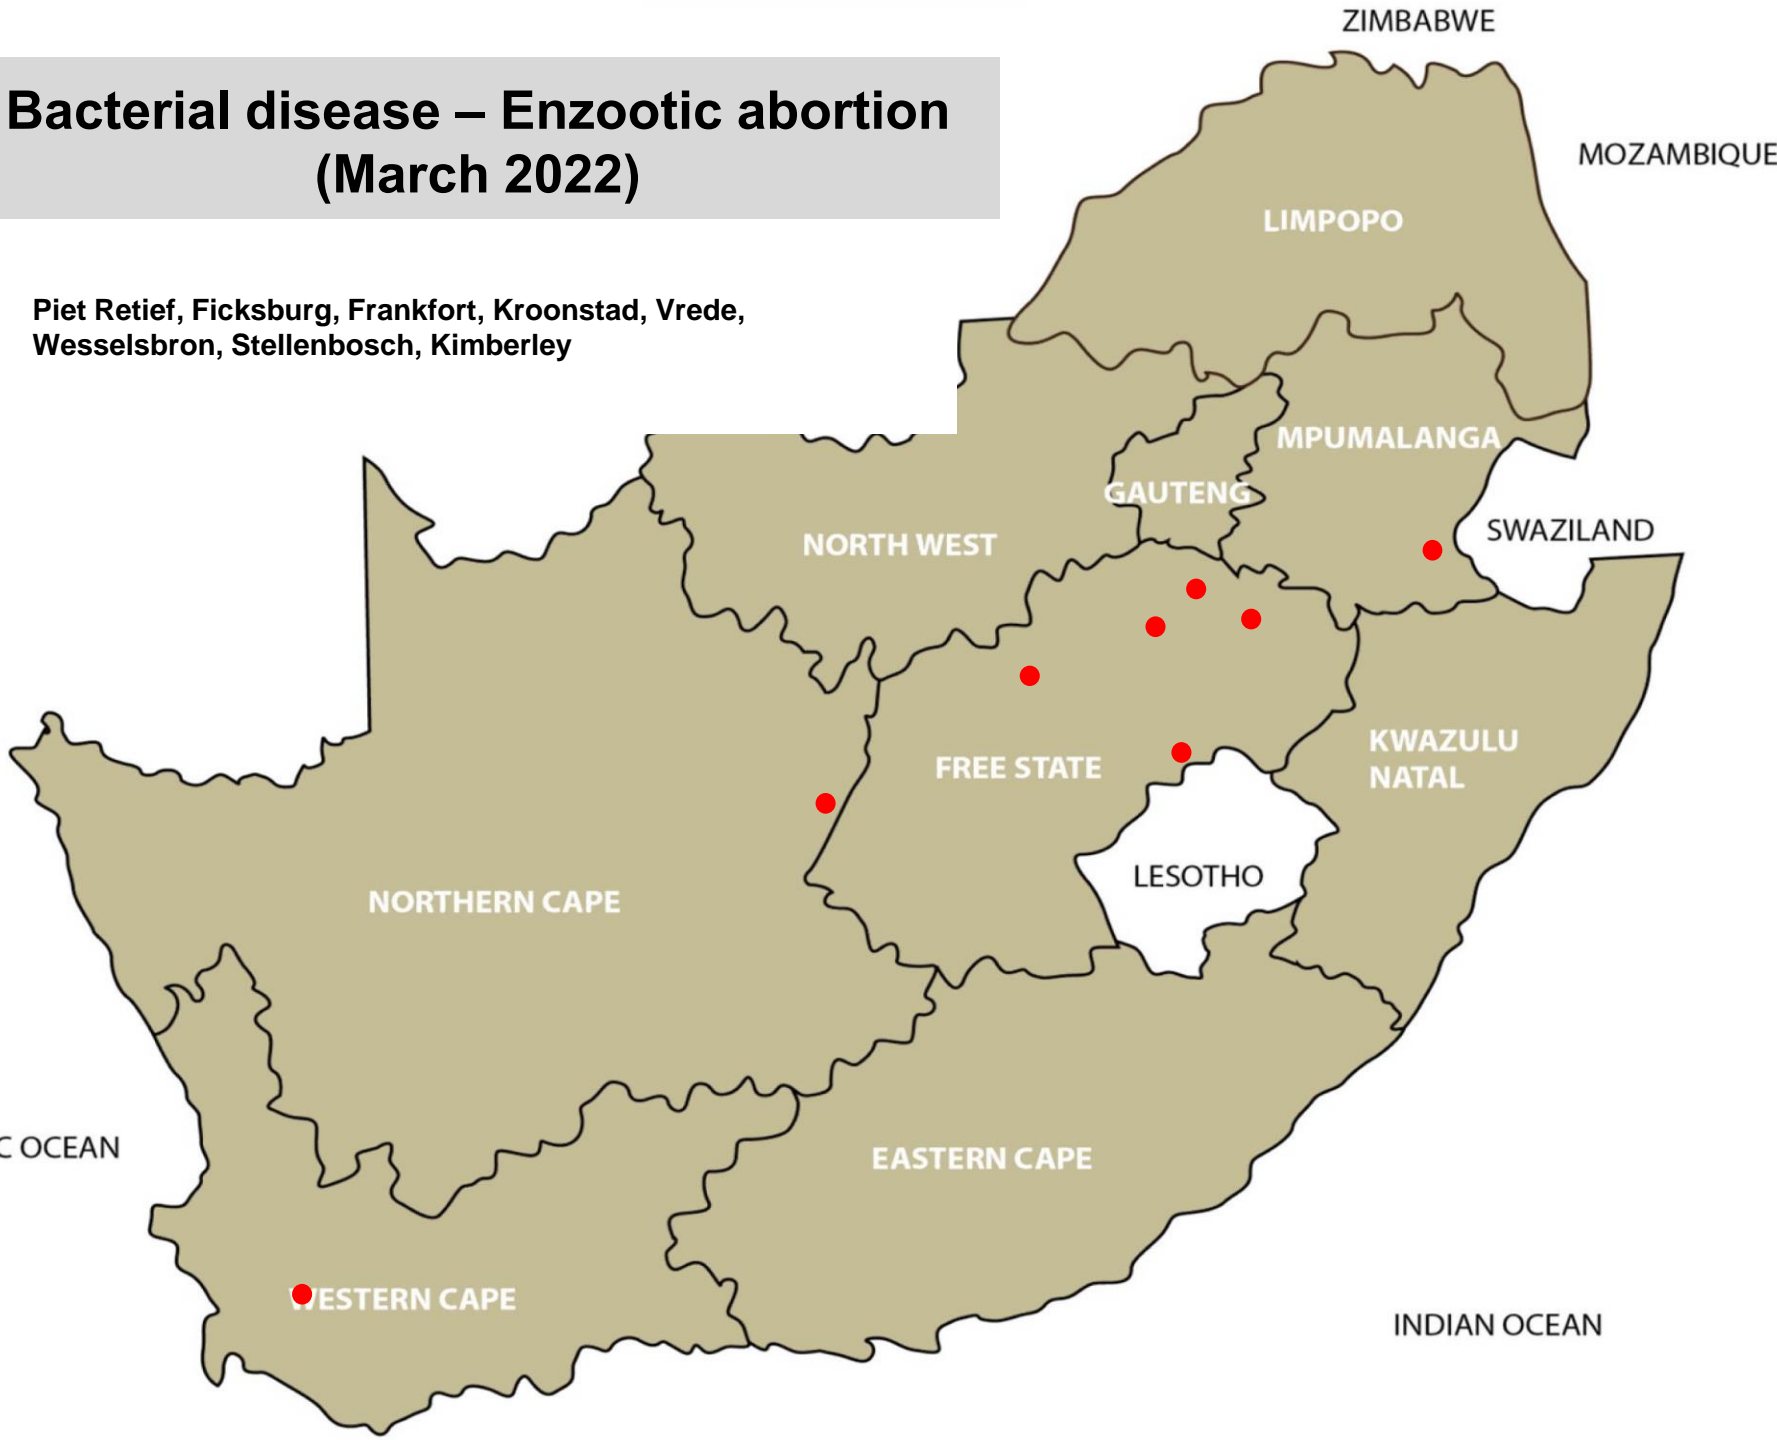 ZIMBABWE
Bacterial disease – Enzootic abortion
(March 2022)
MOZAMBIQUE
LIMPOPO
Piet Retief, Ficksburg, Frankfort, Kroonstad, Vrede,
Wesselsbron, Stellenbosch, Kimberley
MPUMALANGA
GAUTENG
SWAZILAND
NORTH WEST
KWAZULU
NATAL
FREE STATE
LESOTHO
NORTHERN CAPE
C OCEAN
EASTERN CAPE
WESTERN CAPE
INDIAN OCEAN